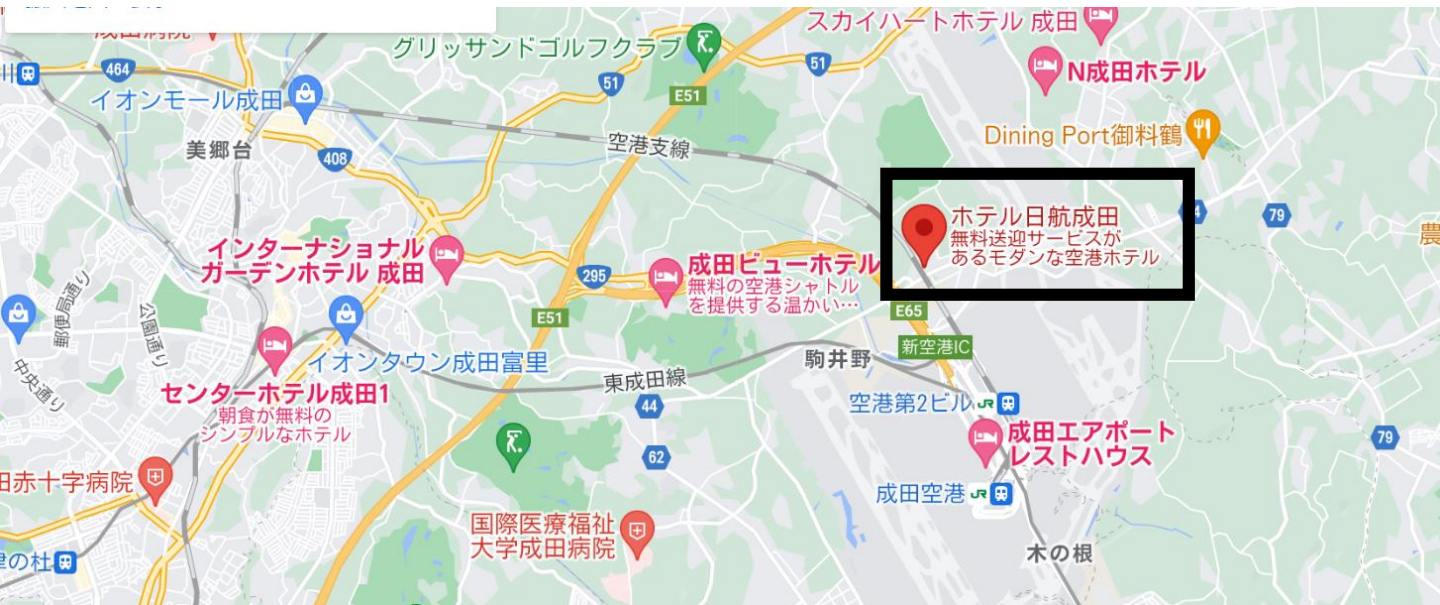 スカイハートホテル 成田
グリッサンドゴルフクラブ
464
51
51
N成田ホテル
イオンモール成田
E51
Dining Port御料鶴
美郷台
408
空港支線
79
ホテル日航成田
無料送迎サービスが
あるモダンな空港ホテル
インターナショナル
ガーデンホテル 成田
295
成田ビューホテル
無料の空港シャトル
を提供する温かい…
郵便局通り
公園通り
E51
E65
新空港IC
イオンタウン成田富里
駒井野
中央通り
東成田線
センターホテル成田1
朝食が無料の
シンプルなホテル
44
空港第2ビル JR
成田エアポート
レストハウス
79
62
田赤十字病院
成田空港 JR
国際医療福祉
大学成田病院
木の根
津の杜